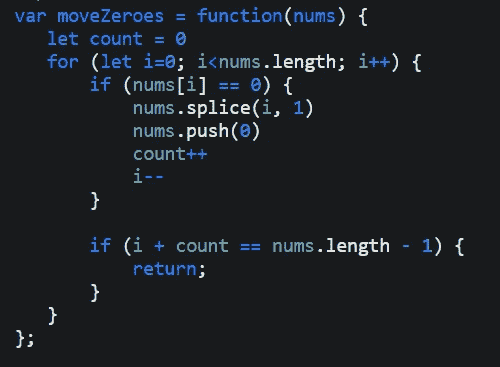 var moveZeroes = function(nums) {
    let count = 0
    for (let i=0; i<nums.length; i++) {
        if (nums[i] == 0) {
            nums.splice(i, 1)
            nums.push(0)
            count++
            i--
        }

        if (i + count == nums.length - 1) {
            return;
        }
    }
};